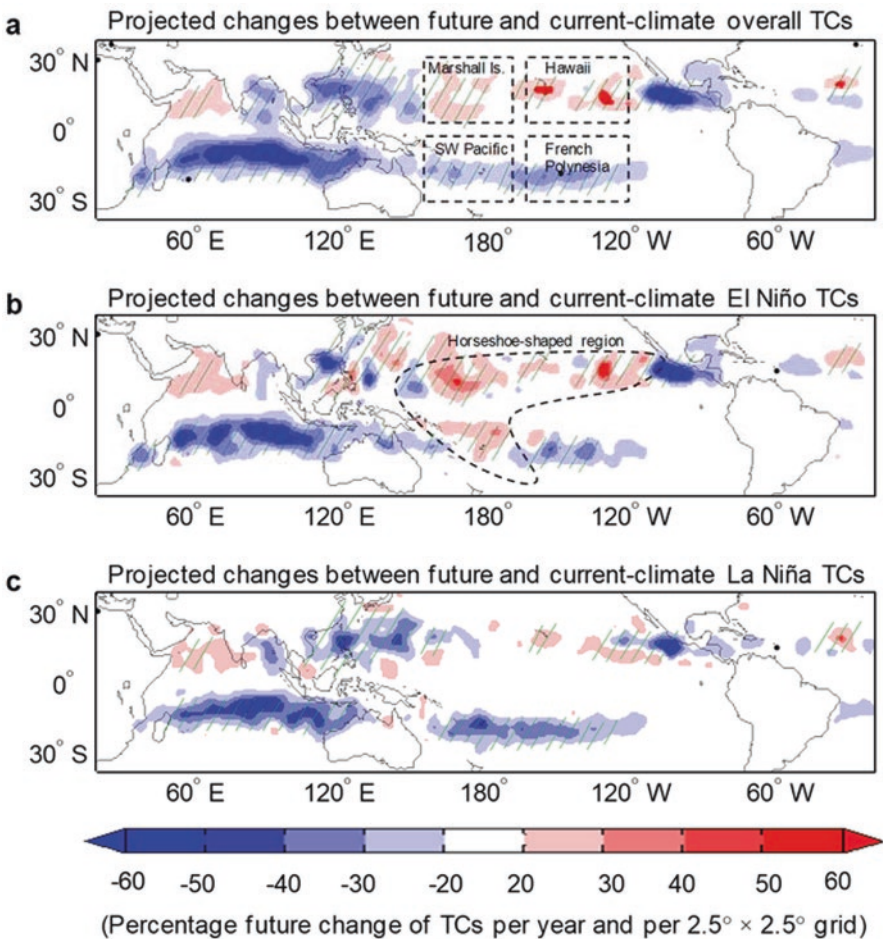 a
Projected changes between future and current-climate overall TCs
30° N
0°
30° S
Marshall Is.
Hawaii
SW Pacific
French
Polynesia
60° E
120° E
180°
120° W
60° W
b
Projected changes between future and current-climate El Niño TCs
30° N
0°
30° S
Horseshoe-shaped region
60° E
120° E
180°
120° W
60° W
c
Projected changes between future and current-climate La Niña TCs
30° N
0°
30° S
60° E
120° E
180°
120° W
60° W
-60 -50 -40 -30 -20 20 30 40 50 60
(Percentage future change of TCs per year and per 2.5° × 2.5° grid)